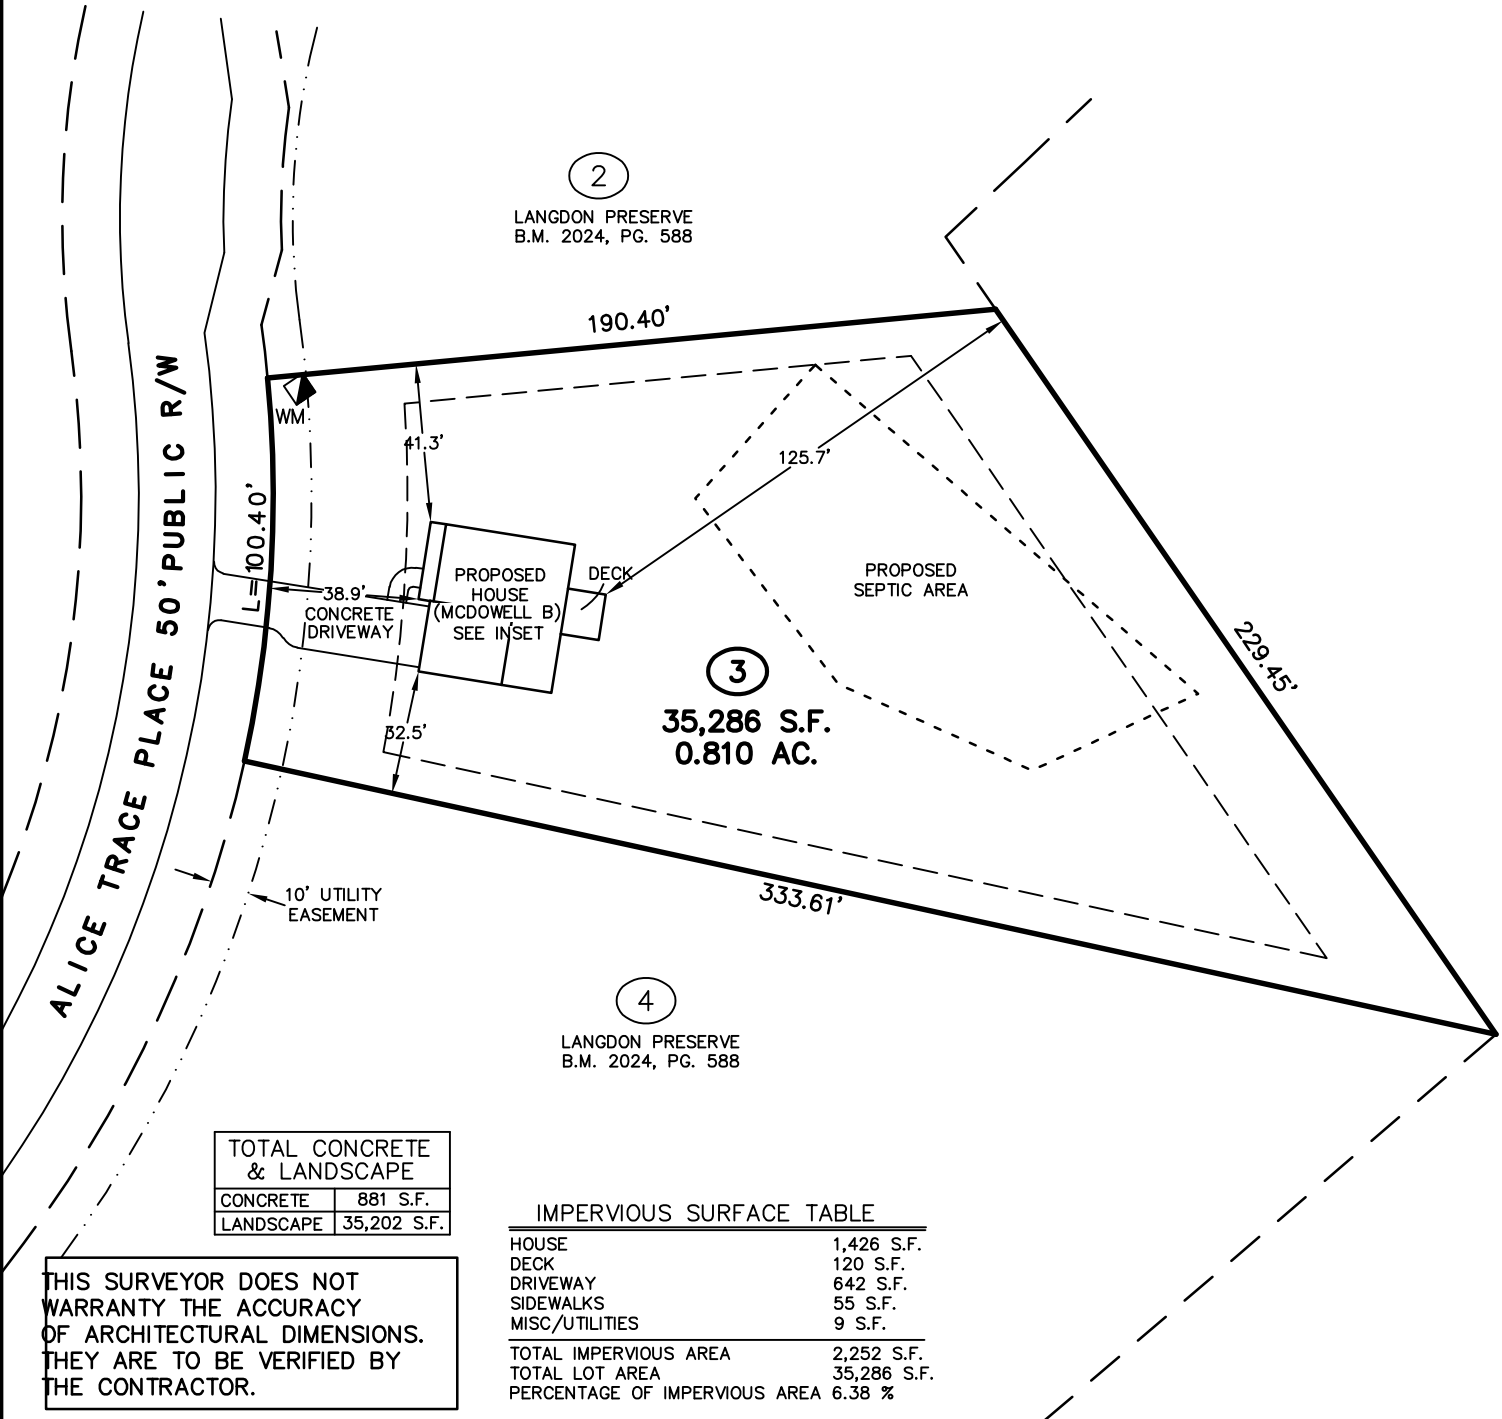 2
LANGDON PRESERVE
B.M. 2024, PG. 588
190.40'
ALICE TRACE PLACE 50' PUBLIC R/W
WM
41.3'
125.7'
L=100.40'
38.9'
CONCRETE
DRIVEWAY
PROPOSED
HOUSE
(MCDOWELL B)
SEE INSET
DECK
PROPOSED
SEPTIC AREA
229.45'
3
35,286 S.F.
0.810 AC.
32.5'
333.61'
10' UTILITY
EASEMENT
4
LANGDON PRESERVE
B.M. 2024, PG. 588
TOTAL CONCRETE
& LANDSCAPE
CONCRETE 881 S.F.
LANDSCAPE 35,202 S.F.
IMPERVIOUS SURFACE TABLE
HOUSE 1,426 S.F.
DECK 120 S.F.
DRIVEWAY 642 S.F.
SIDEWALKS 55 S.F.
MISC/UTILITIES 9 S.F.
TOTAL IMPERVIOUS AREA 2,252 S.F.
TOTAL LOT AREA 35,286 S.F.
PERCENTAGE OF IMPERVIOUS AREA 6.38 %
THIS SURVEYOR DOES NOT
WARRANTY THE ACCURACY
OF ARCHITECTURAL DIMENSIONS.
THEY ARE TO BE VERIFIED BY
THE CONTRACTOR.